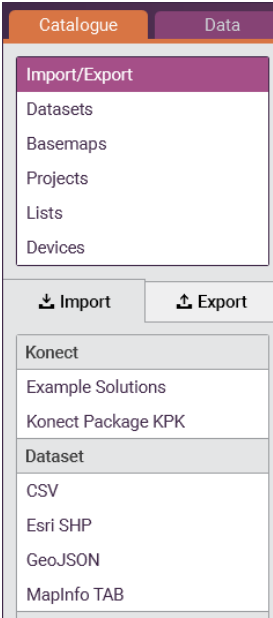 Catalogue Data
Import/Export
Datasets
Basemaps
Projects
Lists
Devices
Import Export
Konect
Example Solutions
Konect Package KPK
Dataset
CSV
Esri SHP
GeoJSON
MapInfo TAB